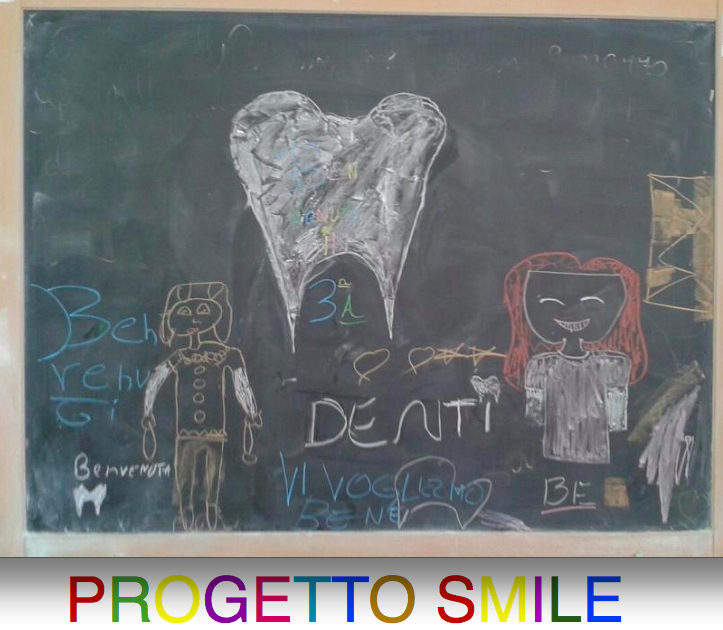 3ª A
Ben
venu
ti
DENTI
Benvenuta
VI VOGLIAMO
BENE
BE
PROGETTO SMILE